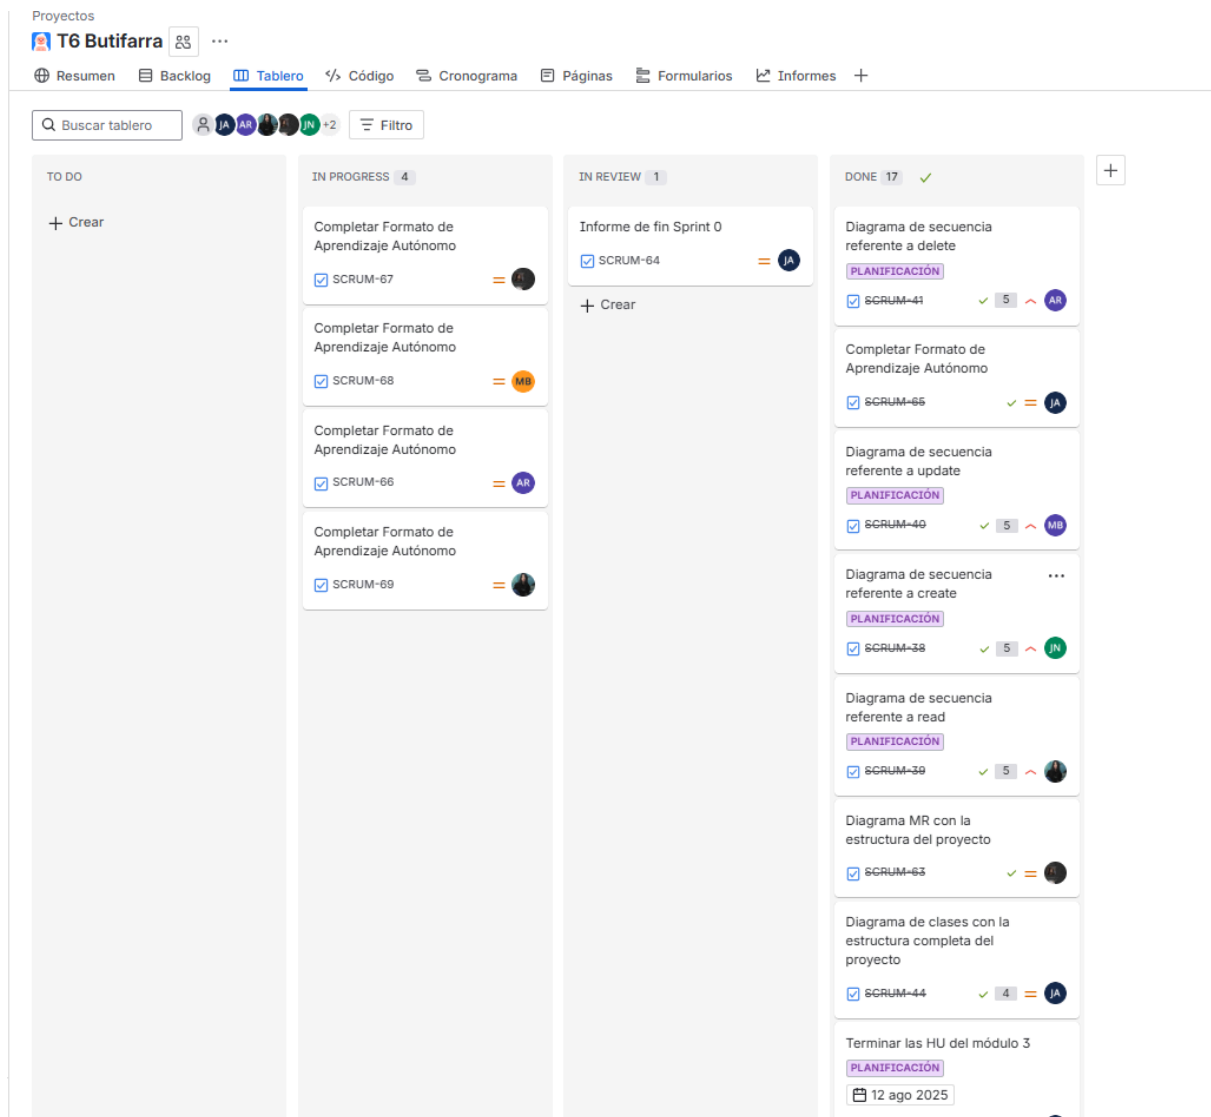 Proyectos
T6 Butifarra
Resumen Backlog Tablero Código Cronograma Páginas Formularios Informes
Buscar tablero JA AR JN +2 Filtro
TO DO
Crear
IN PROGRESS 4
Completar Formato de
Aprendizaje Autónomo
SCRUM-67
Completar Formato de
Aprendizaje Autónomo
SCRUM-68 MB
Completar Formato de
Aprendizaje Autónomo
SCRUM-66 AR
Completar Formato de
Aprendizaje Autónomo
SCRUM-69
IN REVIEW 1
Informe de fin Sprint 0
SCRUM-64 JA
Crear
DONE 17
Diagrama de secuencia
referente a delete
PLANIFICACIÓN
SCRUM-41 5 AR
Completar Formato de
Aprendizaje Autónomo
SCRUM-65 JA
Diagrama de secuencia
referente a update
PLANIFICACIÓN
SCRUM-40 5 MB
Diagrama de secuencia
referente a create
PLANIFICACIÓN
SCRUM-38 5 JN
Diagrama de secuencia
referente a read
PLANIFICACIÓN
SCRUM-39 5
Diagrama MR con la
estructura del proyecto
SCRUM-63
Diagrama de clases con la
estructura completa del
proyecto
SCRUM-44 4 JA
Terminar las HU del módulo 3
PLANIFICACIÓN
12 ago 2025